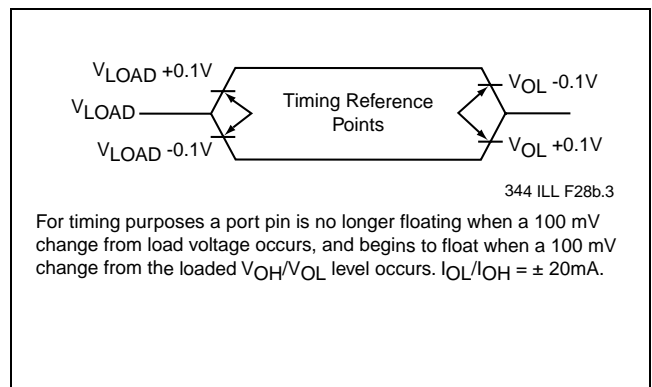 VLOAD +0.1V
VLOAD
VLOAD -0.1V
Timing Reference
Points
VOL -0.1V
VOL +0.1V
344 ILL F28b.3
For timing purposes a port pin is no longer floating when a 100 mV
change from load voltage occurs, and begins to float when a 100 mV
change from the loaded VOH/VOL level occurs. IOL/IOH = ± 20mA.